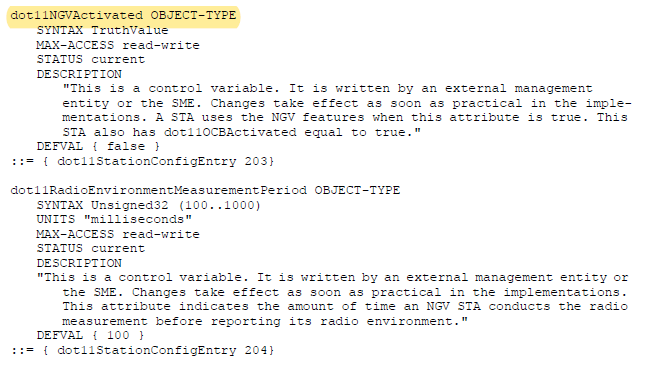 dot11NGVActivated OBJECT-TYPE
SYNTAX TruthValue
MAX-ACCESS read-write
STATUS current
DESCRIPTION
"This is a control variable. It is written by an external management
entity or the SME. Changes take effect as soon as practical in the imple-
mentations. A STA uses the NGV features when this attribute is true. This
STA also has dot11OCBActivated equal to true."
DEFVAL { false }
::= { dot11StationConfigEntry 203}
dot11RadioEnvironmentMeasurementPeriod OBJECT-TYPE
SYNTAX Unsigned32 (100..1000)
UNITS "milliseconds"
MAX-ACCESS read-write
STATUS current
DESCRIPTION
"This is a control variable. It is written by an external management entity or
the SME. Changes take effect as soon as practical in the implementations.
This attribute indicates the amount of time an NGV STA conducts the radio
measurement before reporting its radio environment."
DEFVAL { 100 }
::= { dot11StationConfigEntry 204}